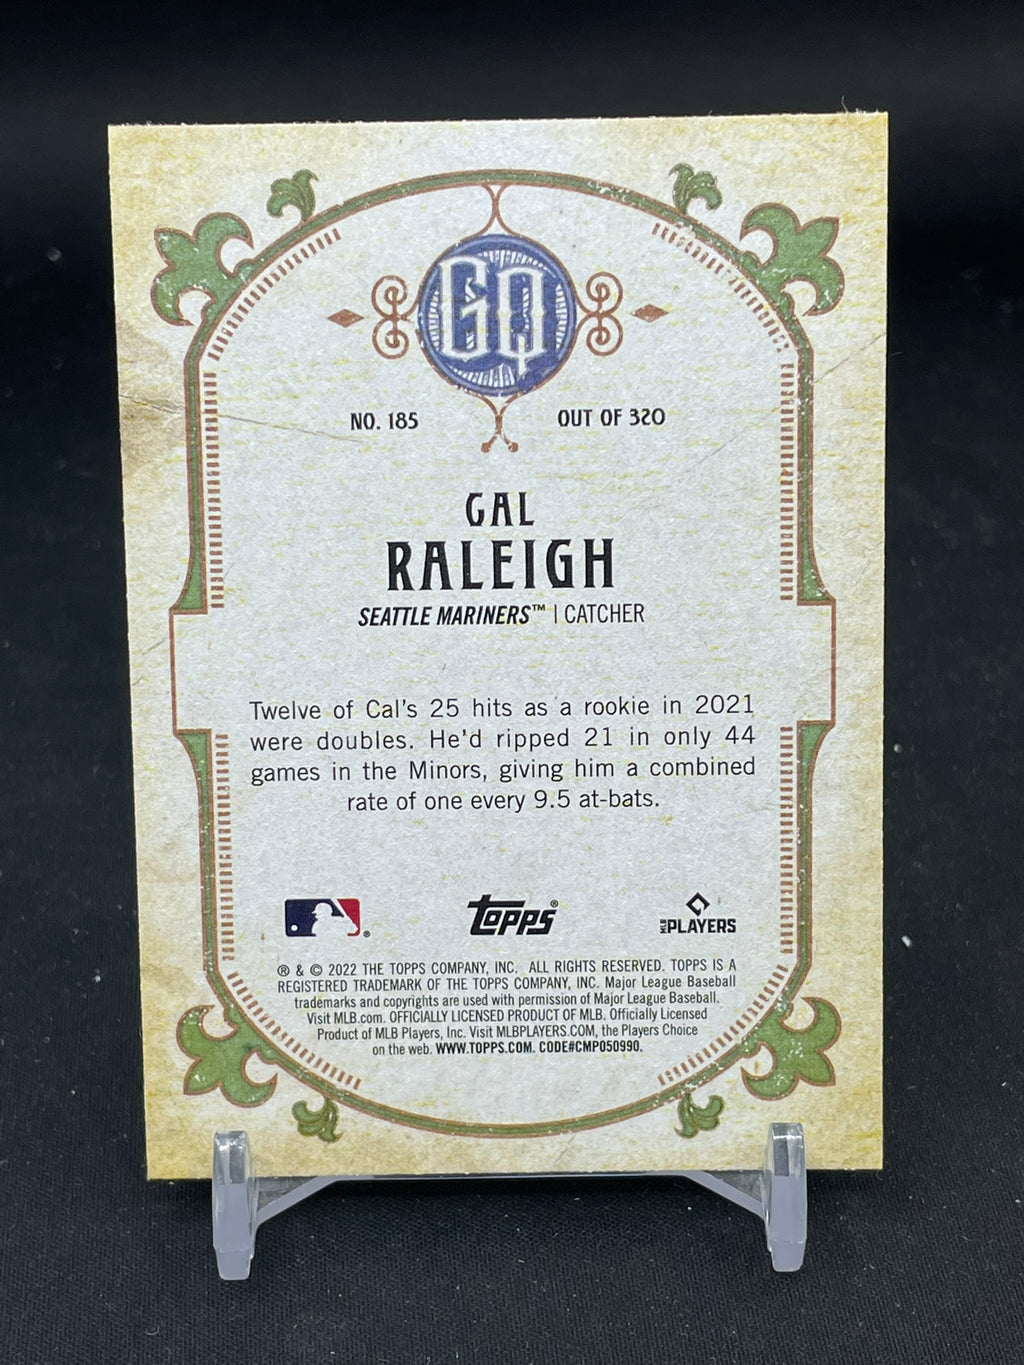 GQ
NO. 185 OUT OF 320
CAL
RALEIGH
SEATTLE MARINERS™ | CATCHER
Twelve of Cal's 25 hits as a rookie in 2021
were doubles. He'd ripped 21 in only 44
games in the Minors, giving him a combined
rate of one every 9.5 at-bats.
® topps® MLB PLAYERS
® & © 2022 THE TOPPS COMPANY, INC. ALL RIGHTS RESERVED. TOPPS IS A
REGISTERED TRADEMARK OF THE TOPPS COMPANY, INC. Major League Baseball
trademarks and copyrights are used with permission of Major League Baseball.
Visit MLB.com. OFFICIALLY LICENSED PRODUCT OF MLB. Officially Licensed
Product of MLB Players, Inc. Visit MLBPLAYERS.COM, the Players Choice
on the web. WWW.TOPPS.COM. CODE#CMP050990.